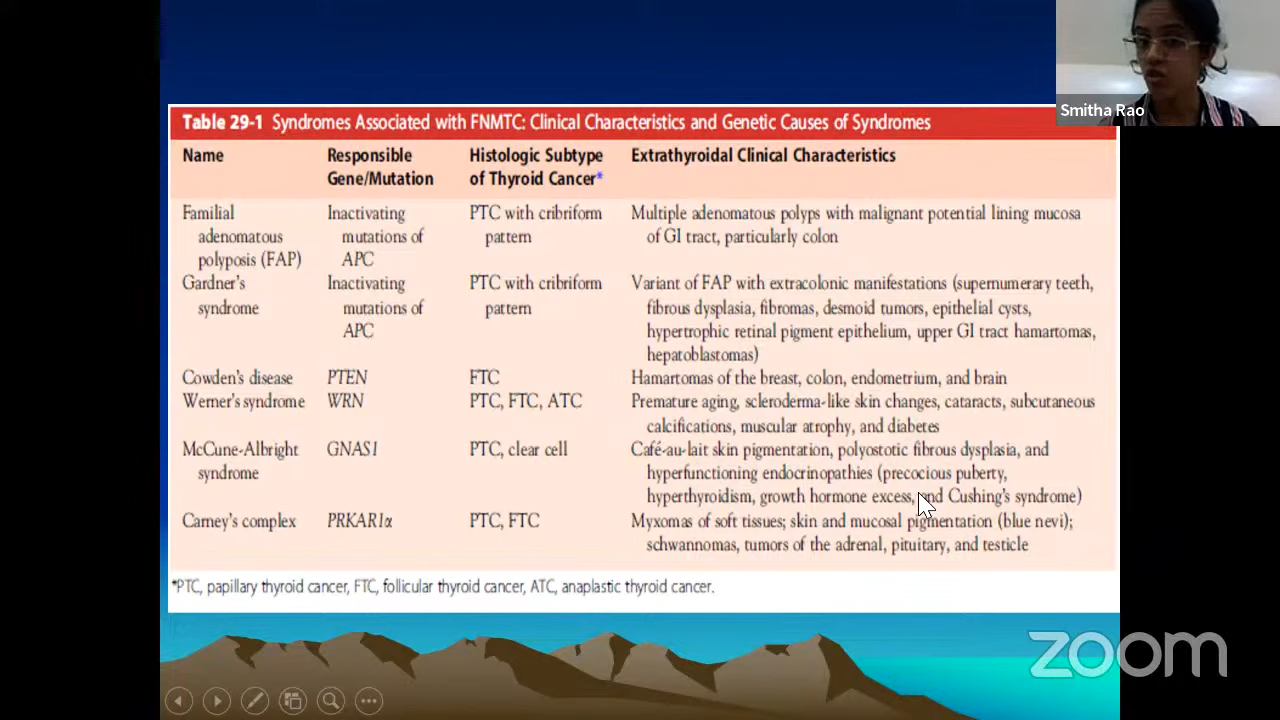 Smitha Rao
Table 29-1 Syndromes Associated with FNMTC: Clinical Characteristics and Genetic Causes of Syndromes
Name
Responsible
Gene/Mutation
Histologic Subtype
of Thyroid Cancer*
Extrathyroidal Clinical Characteristics
Familial
adenomatous
polyposis (FAP)
Inactivating
mutations of
APC
PTC with cribriform
pattern
Multiple adenomatous polyps with malignant potential lining mucosa
of GI tract, particularly colon
Gardner's
syndrome
Inactivating
mutations of
APC
PTC with cribriform
pattern
Variant of FAP with extracolonic manifestations (supernumerary teeth,
fibrous dysplasia, fibromas, desmoid tumors, epithelial cysts,
hypertrophic retinal pigment epithelium, upper GI tract hamartomas,
hepatoblastomas)
Cowden's disease
PTEN
FTC
Hamartomas of the breast, colon, endometrium, and brain
Werner's syndrome
WRN
PTC, FTC, ATC
Premature aging, scleroderma-like skin changes, cataracts, subcutaneous
calcifications, muscular atrophy, and diabetes
McCune-Albright
syndrome
GNAS1
PTC, clear cell
Café-au-lait skin pigmentation, polyostotic fibrous dysplasia, and
hyperfunctioning endocrinopathies (precocious puberty,
hyperthyroidism, growth hormone excess, and Cushing's syndrome)
Carney's complex
PRKAR1α
PTC, FTC
Myxomas of soft tissues; skin and mucosal pigmentation (blue nevi);
schwannomas, tumors of the adrenal, pituitary, and testicle
*PTC, papillary thyroid cancer, FTC, follicular thyroid cancer, ATC, anaplastic thyroid cancer.
zoom